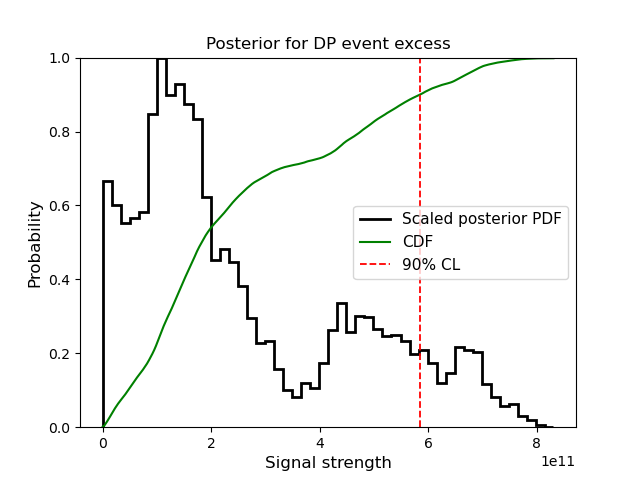 Posterior for DP event excess
1.0
0.8
0.6
0.4
0.2
0.0
Probability
Scaled posterior PDF
CDF
90% CL
0
2
4
6
8
1e11
Signal strength